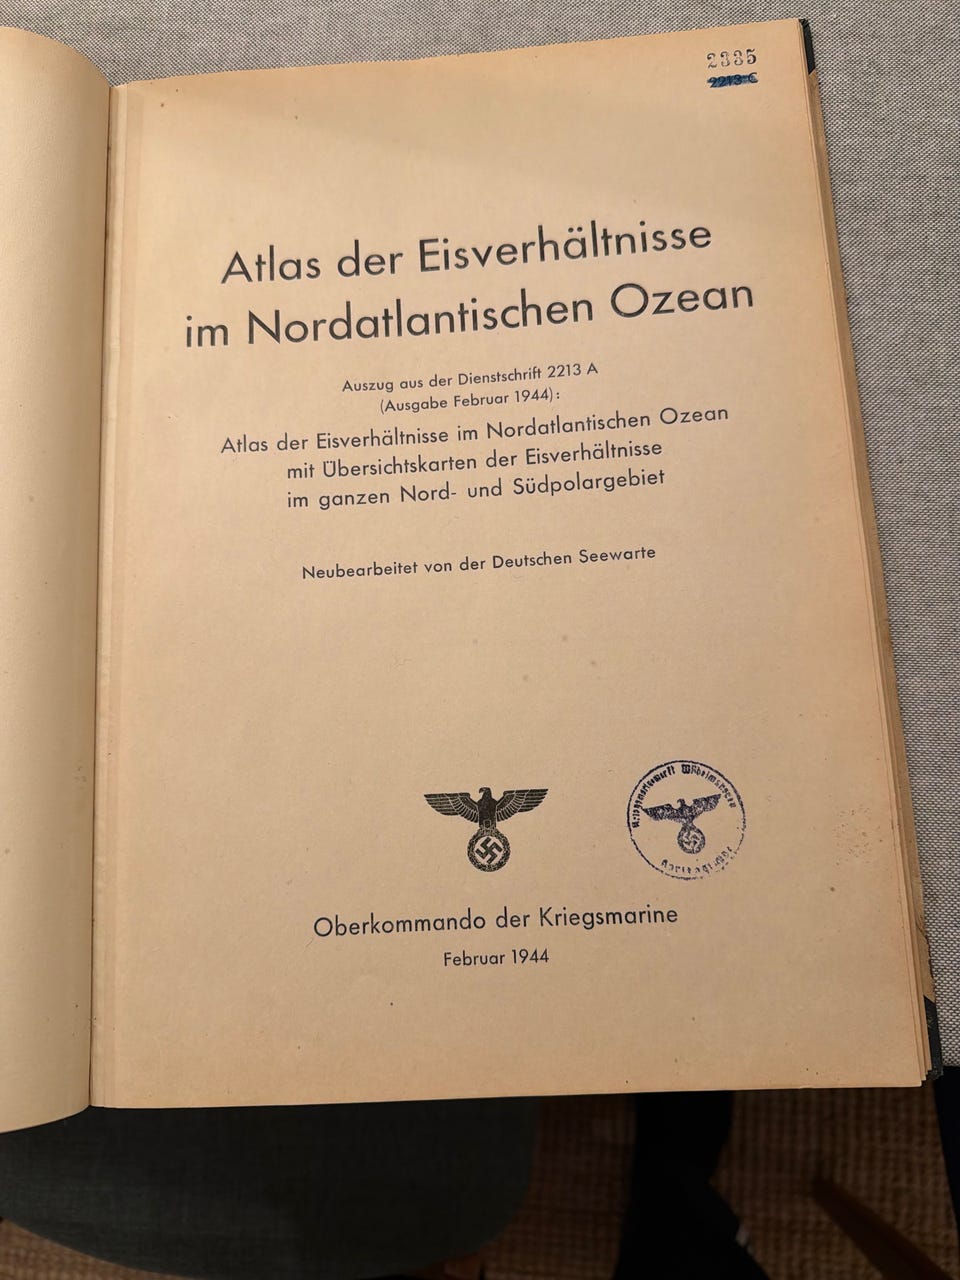 2335
2213 C
Atlas der Eisverhältnisse
im Nordatlantischen Ozean
Auszug aus der Dienstschrift 2213 A
(Ausgabe Februar 1944):
Atlas der Eisverhältnisse im Nordatlantischen Ozean
mit Übersichtskarten der Eisverhältnisse
im ganzen Nord- und Südpolargebiet
Neubearbeitet von der Deutschen Seewarte
Wilhelmshaven
Oberkommando der Kriegsmarine
Februar 1944